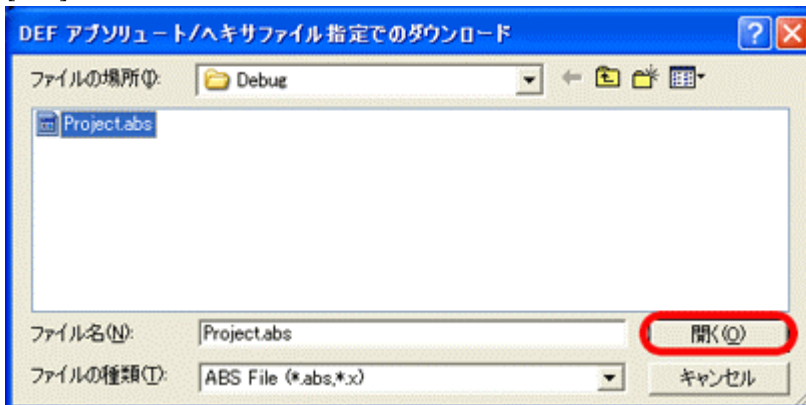 DEF アブソリュート/ヘキサファイル指定でのダウンロード
ファイルの場所(I):
Debug
Project.abs
ファイル名(N):
Project.abs
開く(O)
ファイルの種類(T):
ABS File (*.abs,*.x)
キャンセル